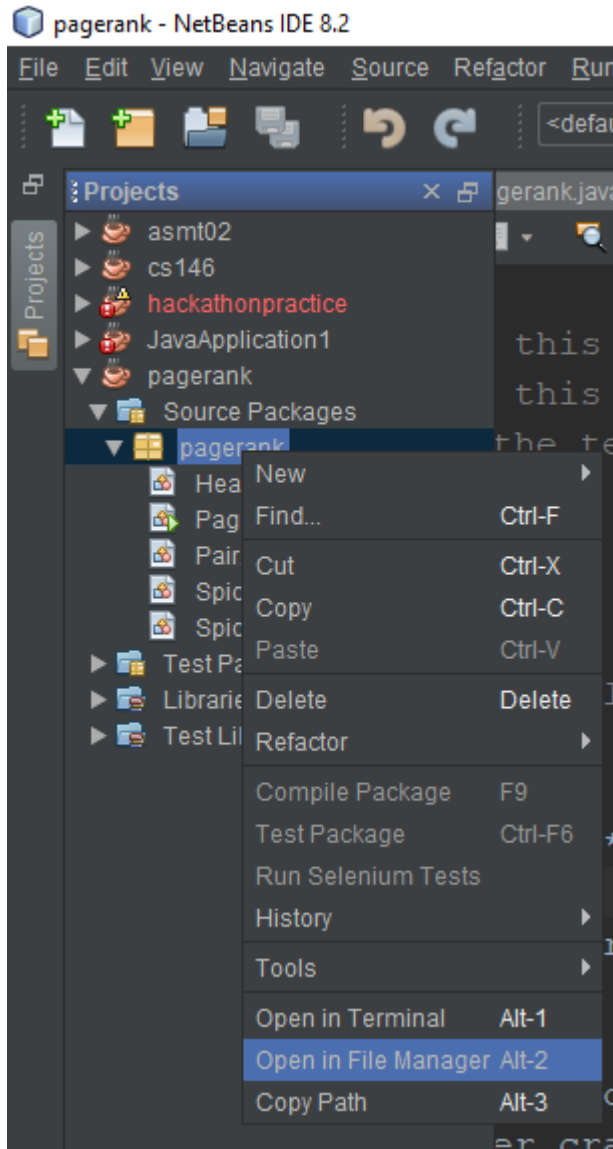 pagerank - NetBeans IDE 8.2
File Edit View Navigate Source Refactor Run
<defau
Projects
gerank.java
Projects
asmt02
cs146
hackathonpractice
JavaApplication1
pagerank
Source Packages
pagerank
Hea
Pag
Pair
Spic
Spic
Test Pa
Librarie
Test Lil
this
this
the te
New
Find... Ctrl-F
Cut Ctrl-X
Copy Ctrl-C
Paste Ctrl-V
Delete Delete
Refactor
Compile Package F9
Test Package Ctrl-F6
Run Selenium Tests
History
Tools
Open in Terminal Alt-1
Open in File Manager Alt-2
Copy Path Alt-3
er cra